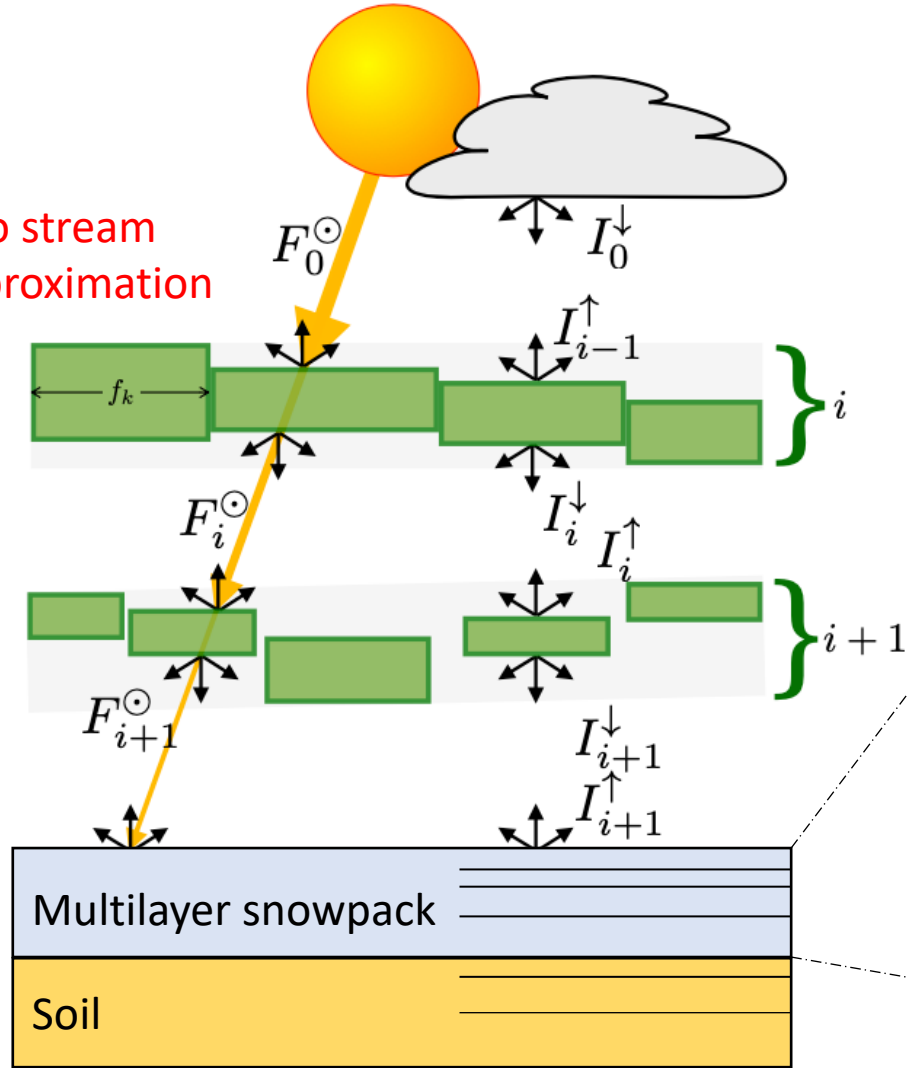 F_0^⊙
I_0^↓
o stream
roximation
I_{i-1}^↑
f_k
i
F_i^⊙
I_i^↓
I_i^↑
i + 1
F_{i+1}^⊙
I_{i+1}^↓
I_{i+1}^↑
Multilayer snowpack
Soil